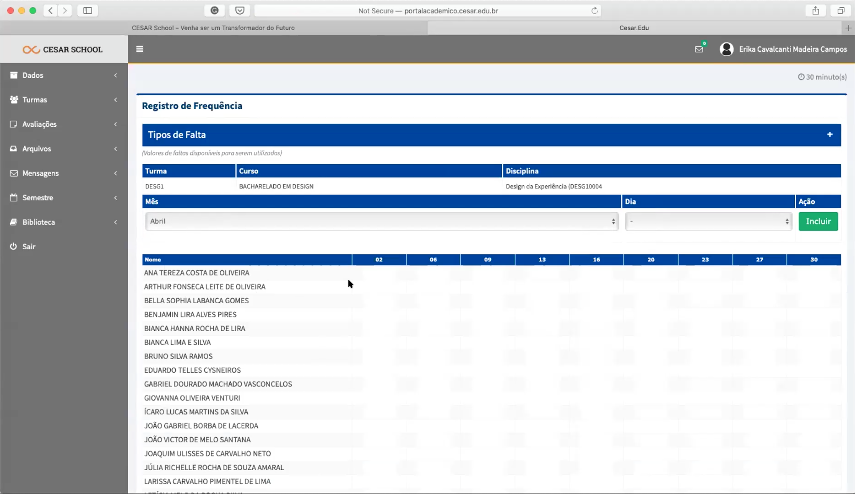 Not Secure — portalacademico.cesar.edu.br
CESAR School – Venha ser um Transformador do Futuro
Cesar.Edu
CESAR SCHOOL
Erika Cavalcanti Madeira Campos
Dados
Turmas
Avaliações
Arquivos
Mensagens
Semestre
Biblioteca
Sair
30 minuto(s)
Registro de Frequência
Tipos de Falta
(Valores de faltas disponíveis para serem utilizados)
Turma Curso Disciplina
DESG1 BACHARELADO EM DESIGN Design da Experiência (DESG10004
Mês Dia Ação
Abril - Incluir
Nome 02 06 09 13 16 20 23 27 30
ANA TEREZA COSTA DE OLIVEIRA
ARTHUR FONSECA LEITE DE OLIVEIRA
BELLA SOPHIA LABANCA GOMES
BENJAMIN LIRA ALVES PIRES
BIANCA HANNA ROCHA DE LIRA
BIANCA LIMA E SILVA
BRUNO SILVA RAMOS
EDUARDO TELLES CYSNEIROS
GABRIEL DOURADO MACHADO VASCONCELOS
GIOVANNA OLIVEIRA VENTURI
ÍCARO LUCAS MARTINS DA SILVA
JOÃO GABRIEL BORBA DE LACERDA
JOÃO VICTOR DE MELO SANTANA
JOAQUIM ULISSES DE CARVALHO NETO
JÚLIA RICHELLE ROCHA DE SOUZA AMARAL
LARISSA CARVALHO PIMENTEL DE LIMA